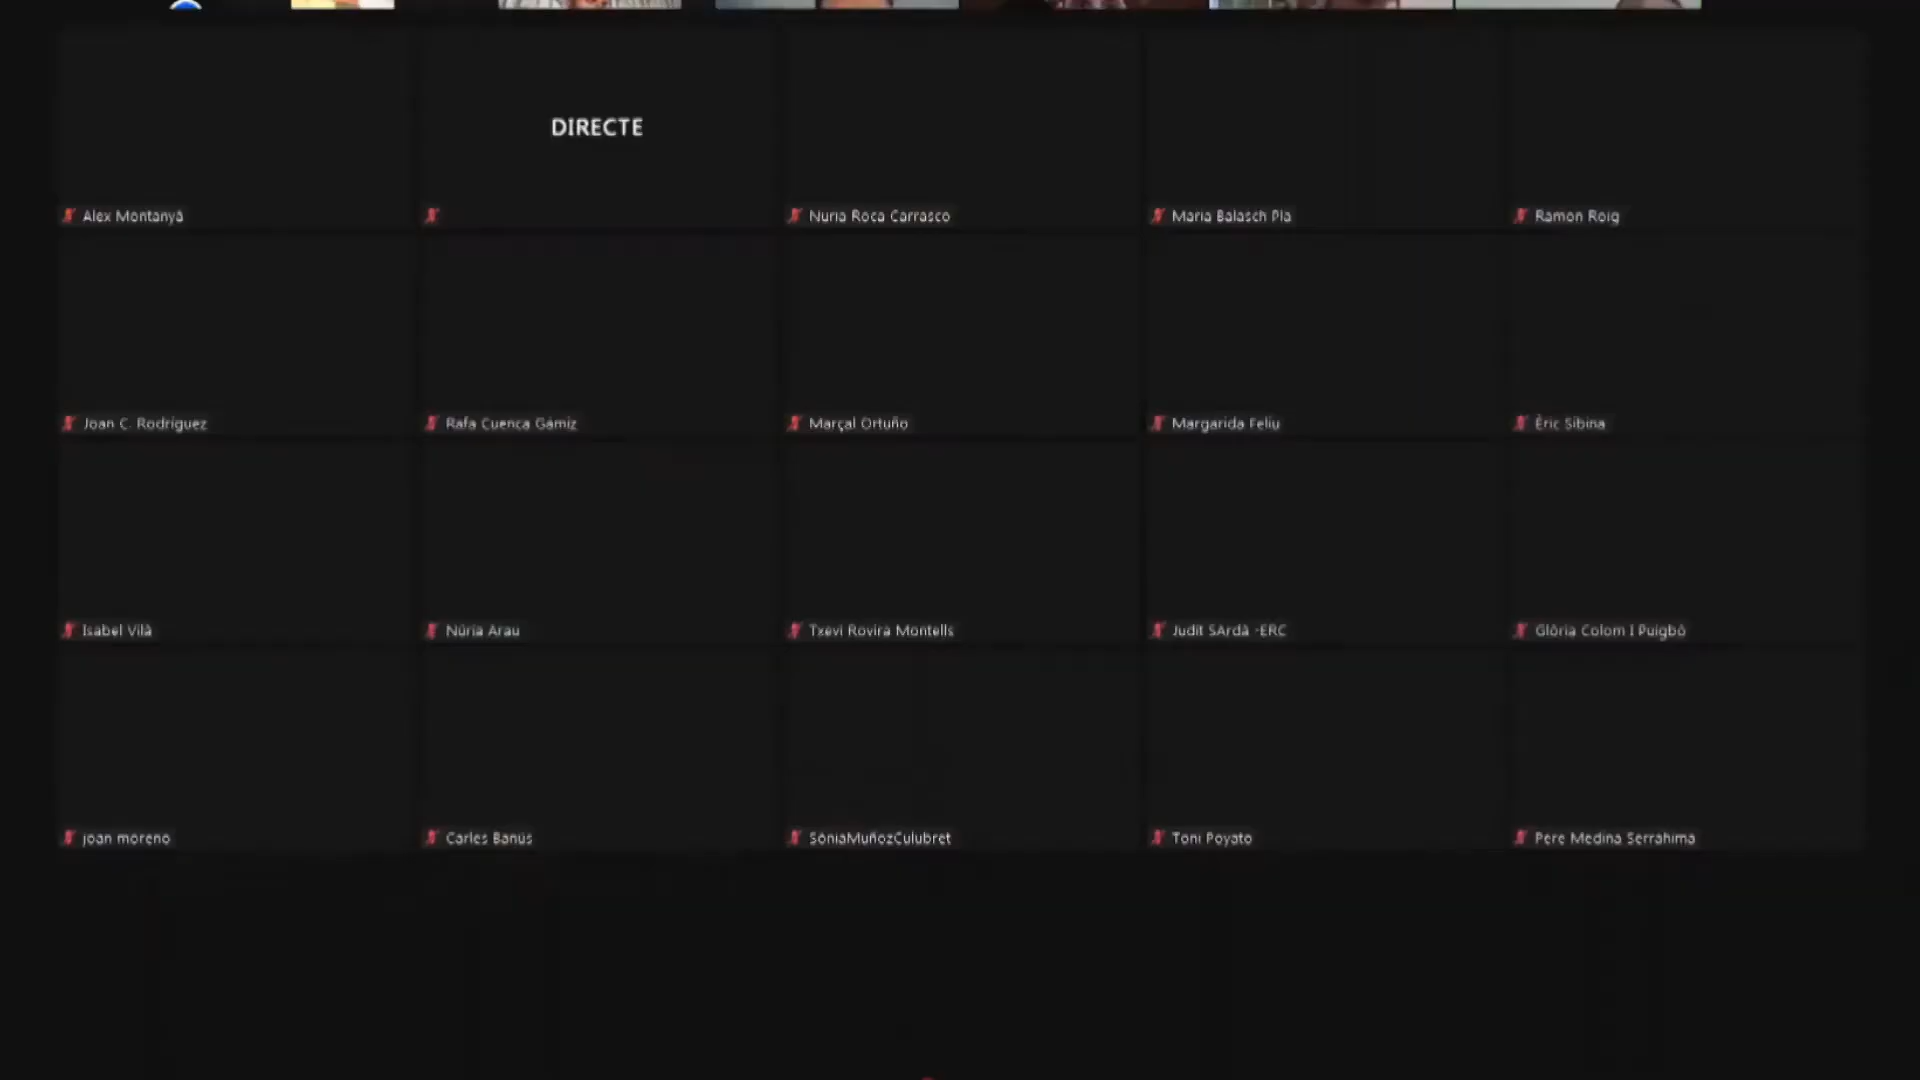 DIRECTE
Alex Montanyà
Nuria Roca Carrasco
Maria Balasch Pla
Ramon Roig
Joan C. Rodríguez
Rafa Cuenca Gámiz
Marçal Ortuño
Margarida Feliu
Èric Sibina
Isabel Vilà
Núria Arau
Txevi Rovira Montells
Judit SArdà -ERC
Glòria Colom I Puigbò
joan moreno
Carles Banús
SòniaMuñozCulubret
Toni Poyato
Pere Medina Serrahima